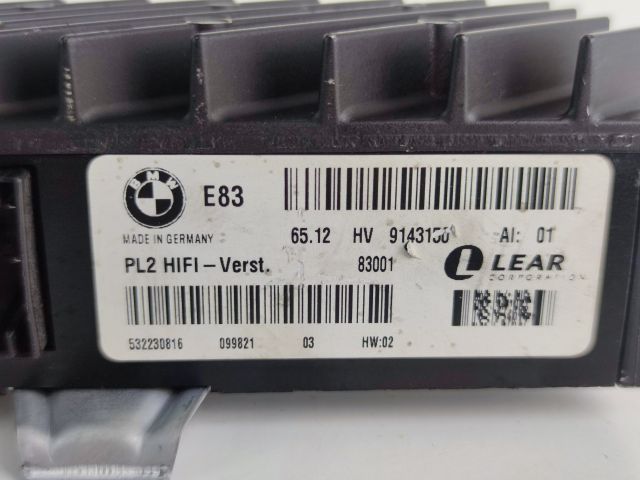 BMW
E83
MADE IN GERMANY
65.12 HV 9143150 AI: 01
PL2 HIFI-Verst. 83001
LEAR
CORPORATION
532230816 099821 03 HW:02